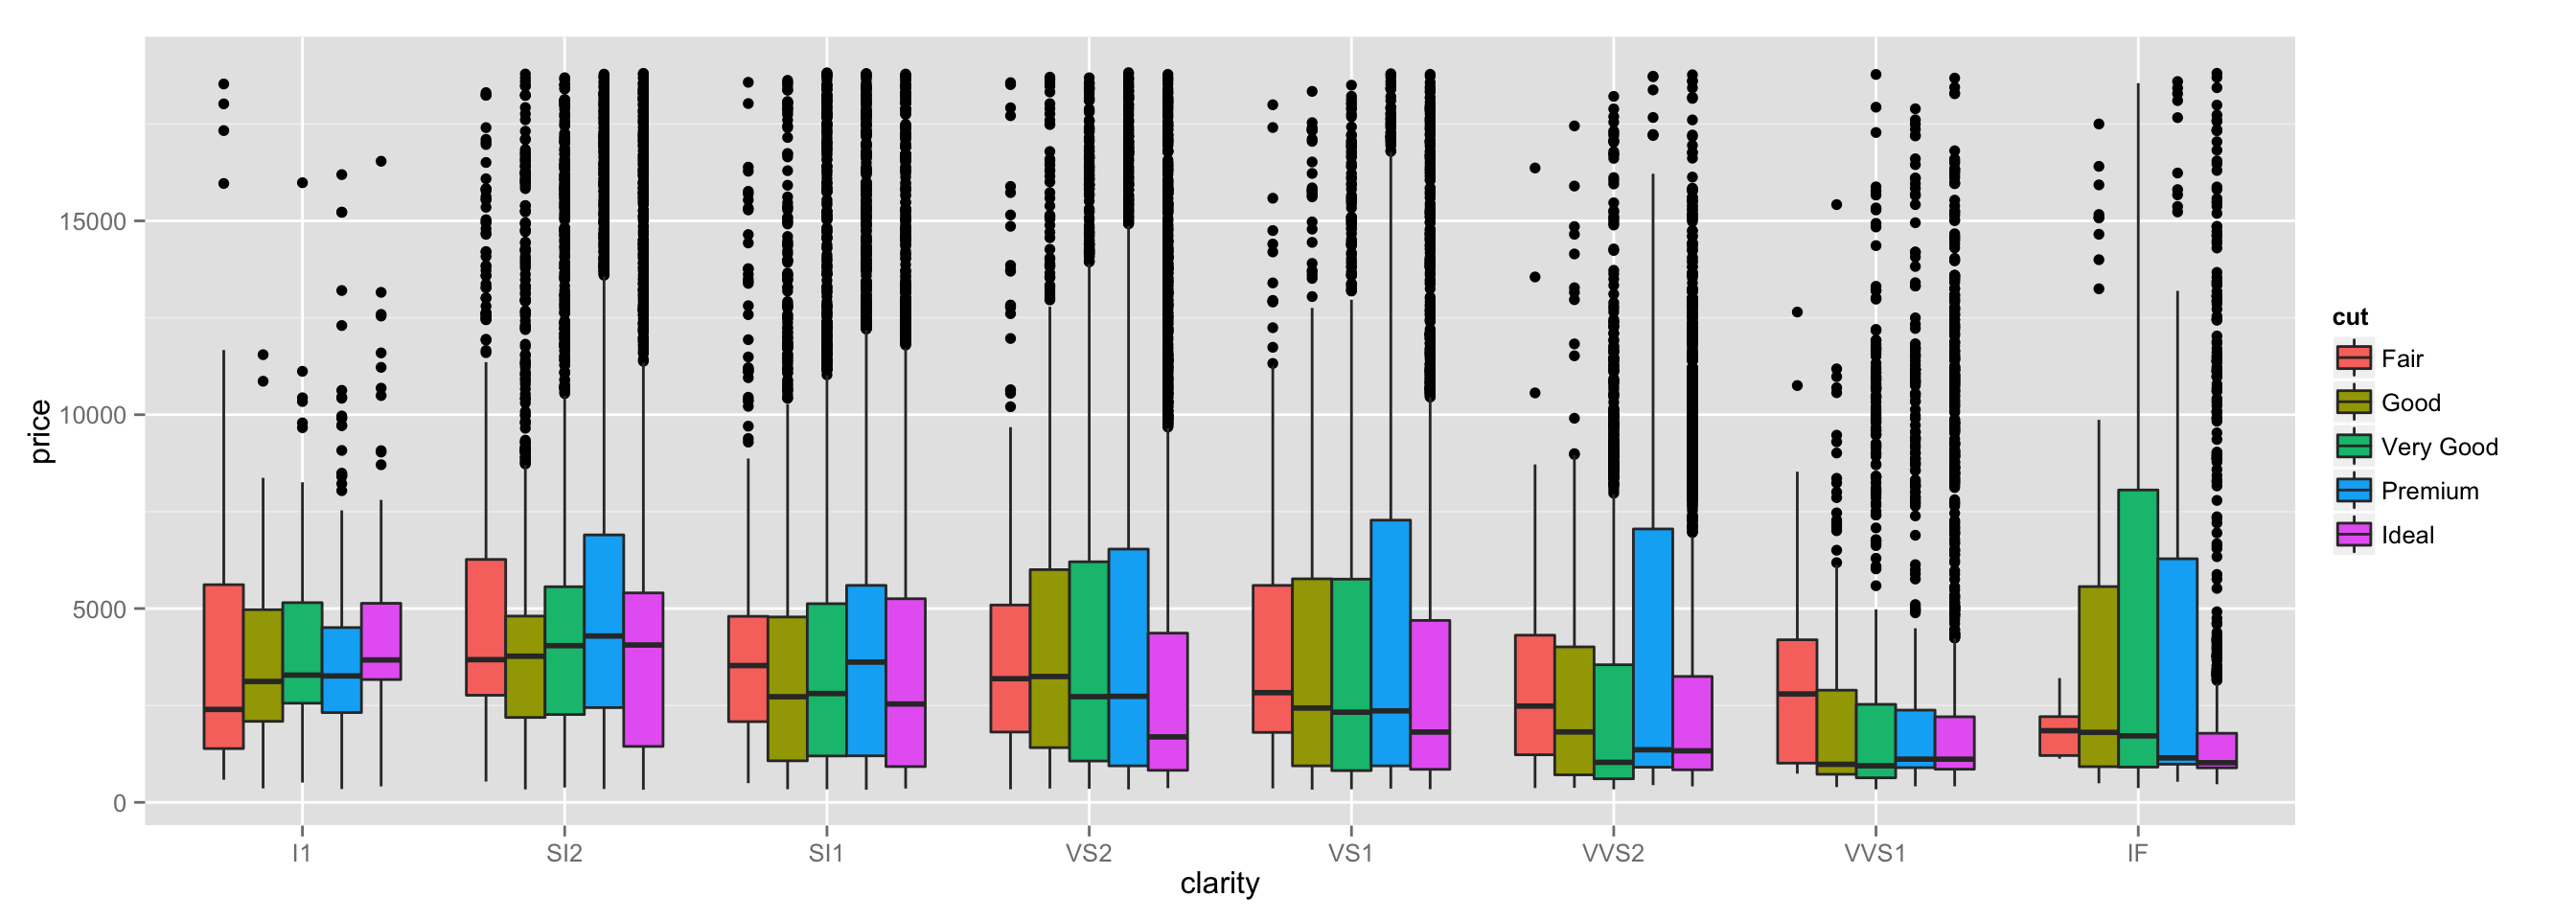 price
15000
10000
5000
0
I1 SI2 SI1 VS2 VS1 VVS2 VVS1 IF
clarity
cut
Fair
Good
Very Good
Premium
Ideal